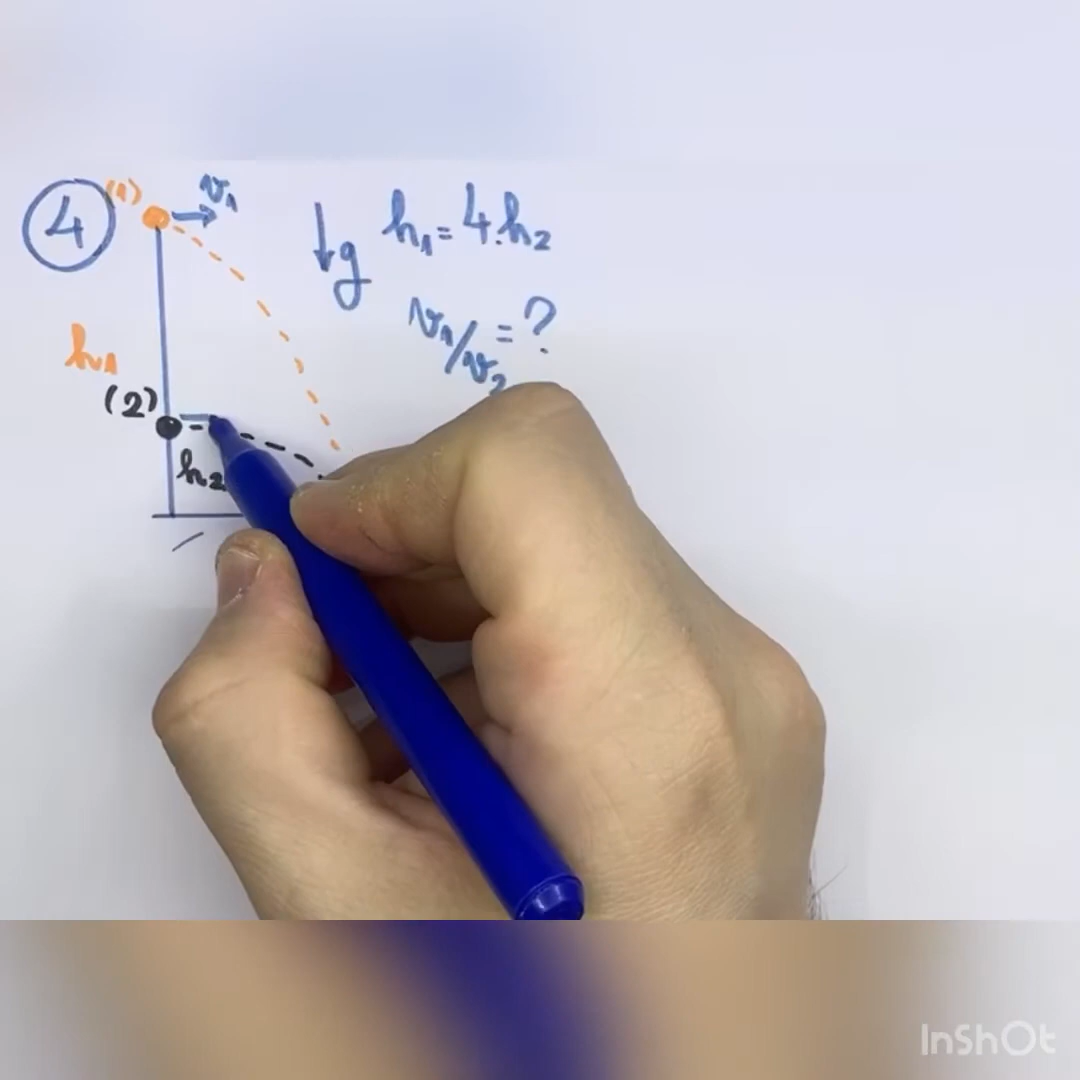 4
(1)
v₁
g
h₁ = 4.h₂
v₁/v₂ = ?
h₁
(2)
h₂
InShOt